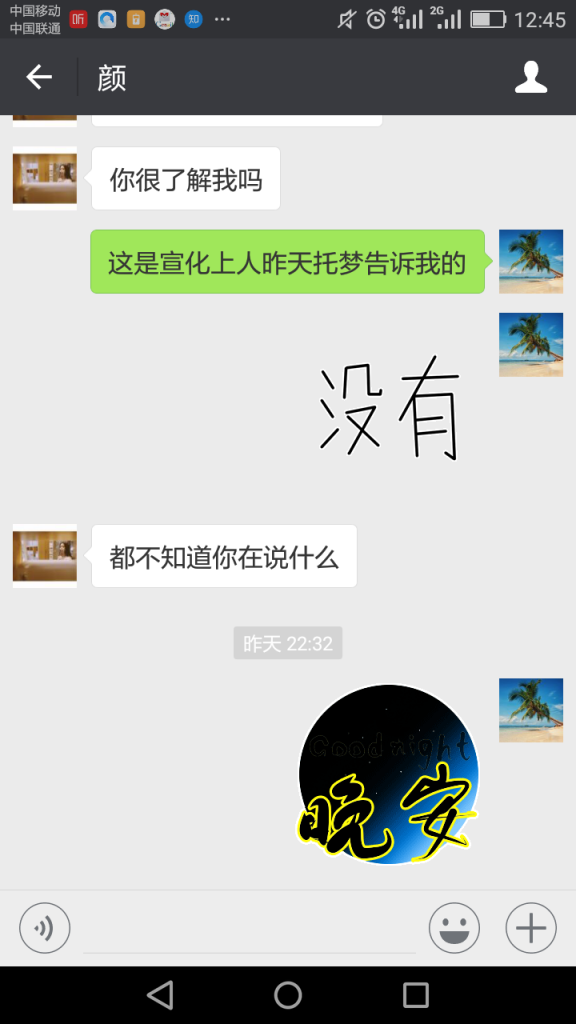 中国移动
中国联通
听
知
4G
2G
12:45
颜
你很了解我吗
这是宣化上人昨天托梦告诉我的
没有
都不知道你在说什么
昨天 22:32
Good night
晚安